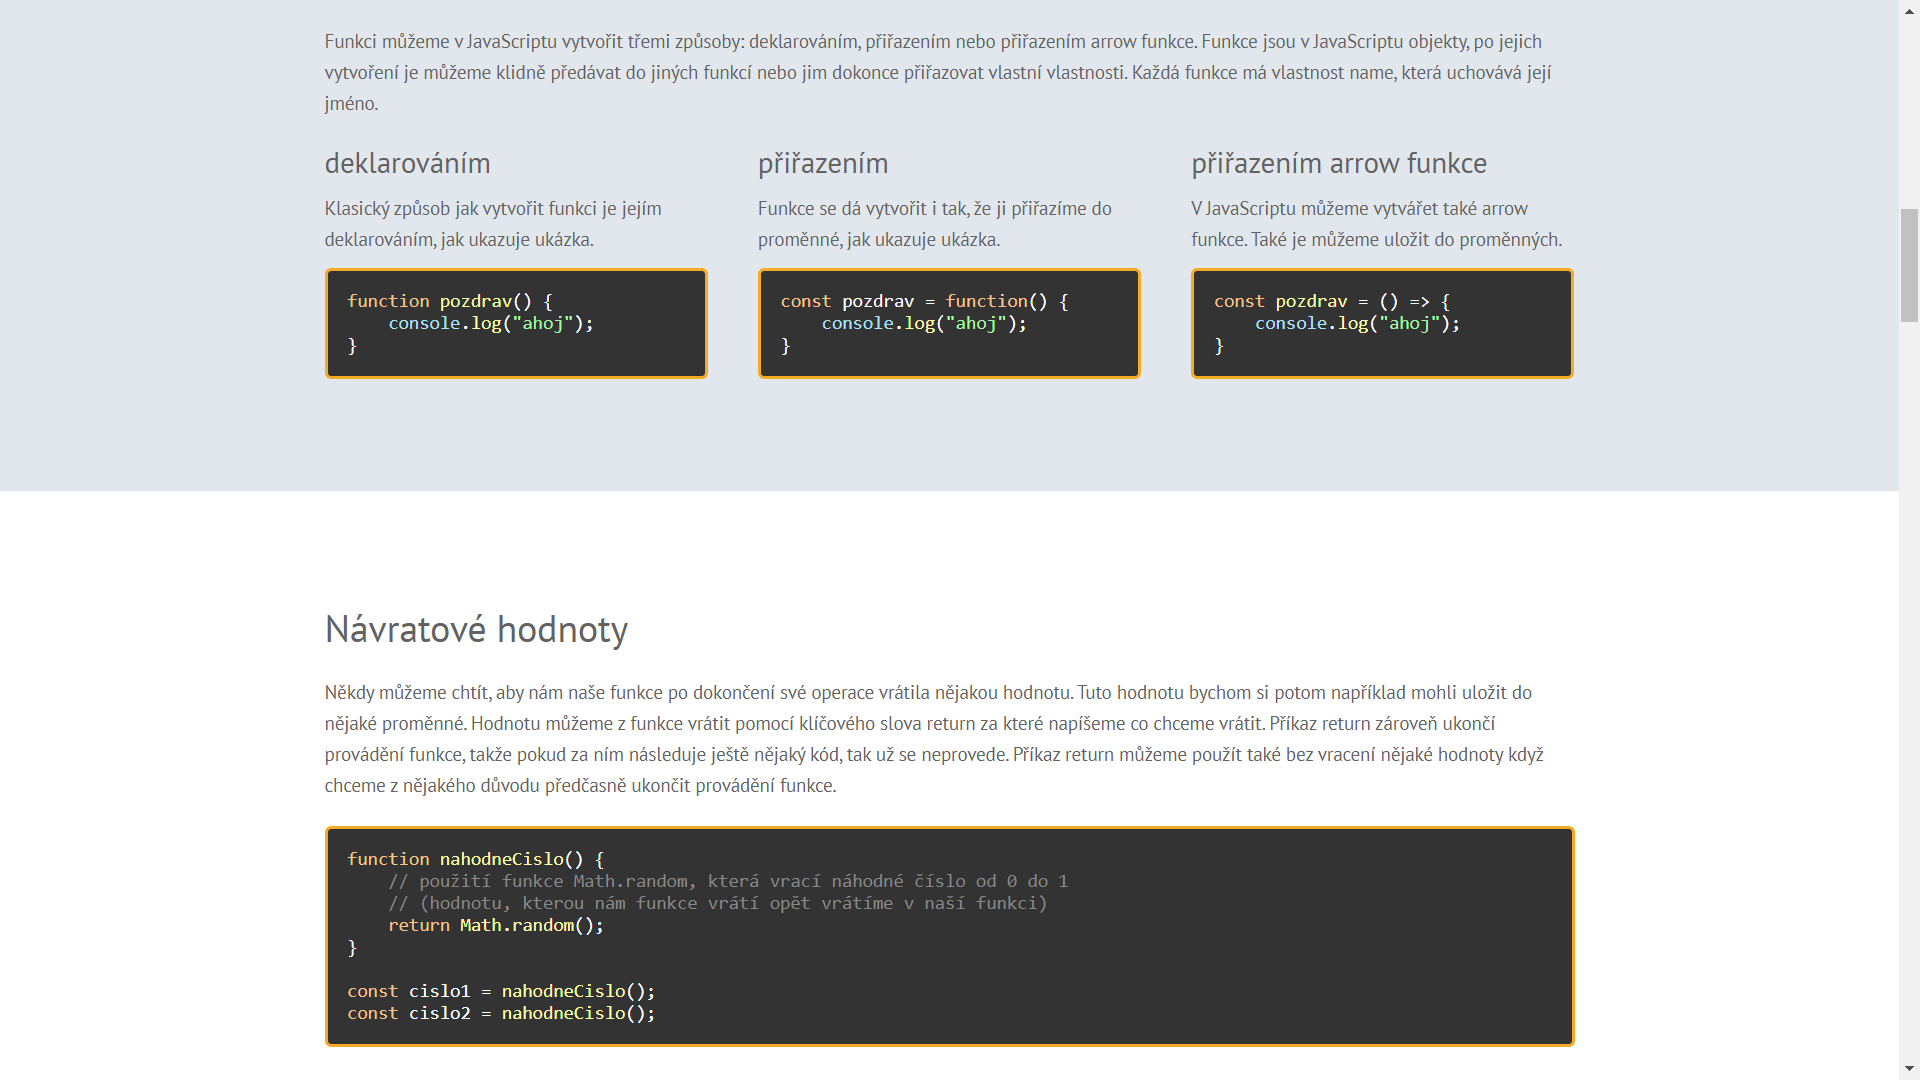 Funkci můžeme v JavaScriptu vytvořit třemi způsoby: deklarováním, přiřazením nebo přiřazením arrow funkce. Funkce jsou v JavaScriptu objekty, po jejich
vytvoření je můžeme klidně předávat do jiných funkcí nebo jim dokonce přiřazovat vlastní vlastnosti. Každá funkce má vlastnost name, která uchovává její
jméno.
deklarováním
Klasický způsob jak vytvořit funkci je jejím
deklarováním, jak ukazuje ukázka.
function pozdrav() {
    console.log("ahoj");
}
přiřazením
Funkce se dá vytvořit i tak, že ji přiřazíme do
proměnné, jak ukazuje ukázka.
const pozdrav = function() {
    console.log("ahoj");
}
přiřazením arrow funkce
V JavaScriptu můžeme vytvářet také arrow
funkce. Také je můžeme uložit do proměnných.
const pozdrav = () => {
    console.log("ahoj");
}
Návratové hodnoty
Někdy můžeme chtít, aby nám naše funkce po dokončení své operace vrátila nějakou hodnotu. Tuto hodnotu bychom si potom například mohli uložit do
nějaké proměnné. Hodnotu můžeme z funkce vrátit pomocí klíčového slova return za které napíšeme co chceme vrátit. Příkaz return zároveň ukončí
provádění funkce, takže pokud za ním následuje ještě nějaký kód, tak už se neprovede. Příkaz return můžeme použít také bez vracení nějaké hodnoty když
chceme z nějakého důvodu předčasně ukončit provádění funkce.
function nahodneCislo() {
    // použití funkce Math.random, která vrací náhodné číslo od 0 do 1
    // (hodnotu, kterou nám funkce vrátí opět vrátíme v naší funkci)
    return Math.random();
}
const cislo1 = nahodneCislo();
const cislo2 = nahodneCislo();